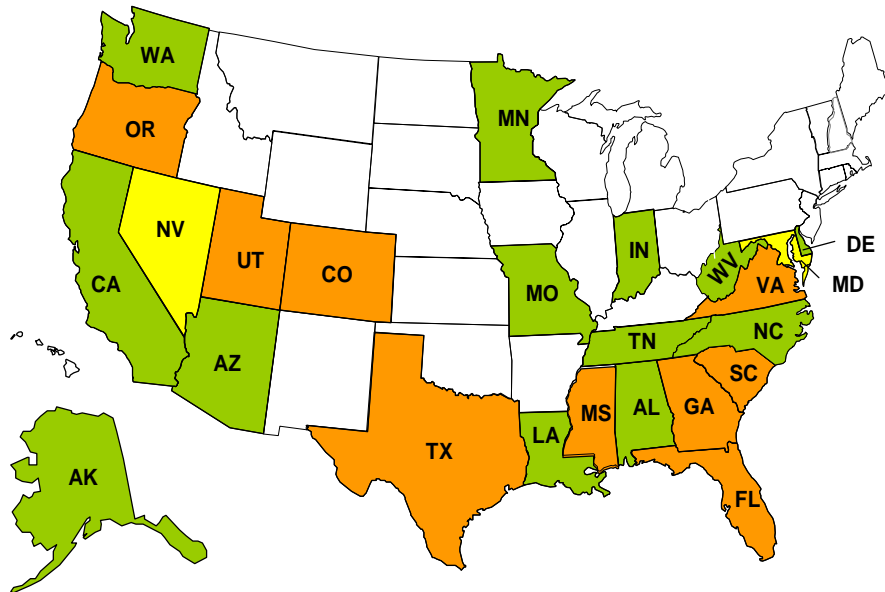 WA
OR
MN
NV
UT
CO
CA
AZ
IN
MO
WV
DE
VA
MD
TN
NC
SC
MS
AL
GA
LA
TX
AK
FL